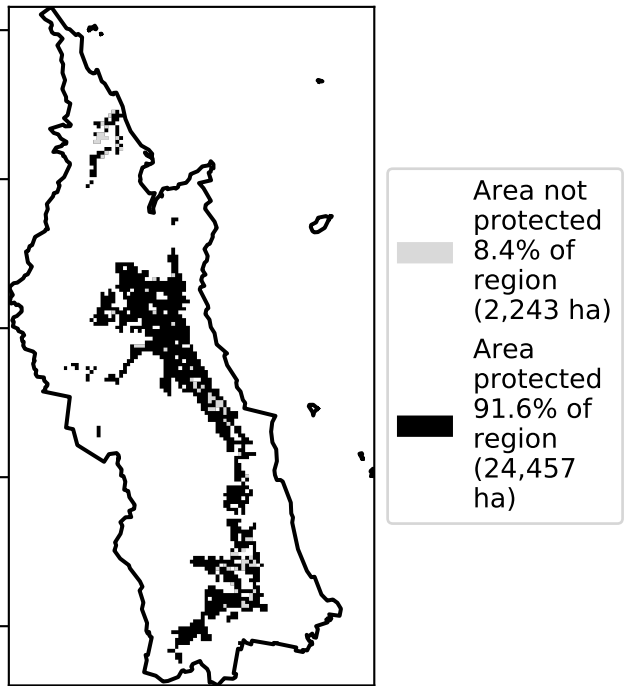 Area not
protected
8.4% of
region
(2,243 ha)
Area
protected
91.6% of
region
(24,457
ha)